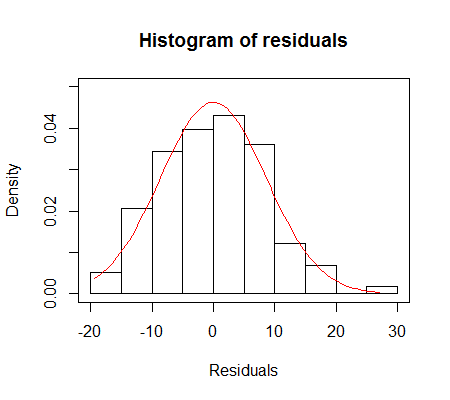 Histogram of residuals
Density
0.04
0.02
0.00
-20 -10 0 10 20 30
Residuals